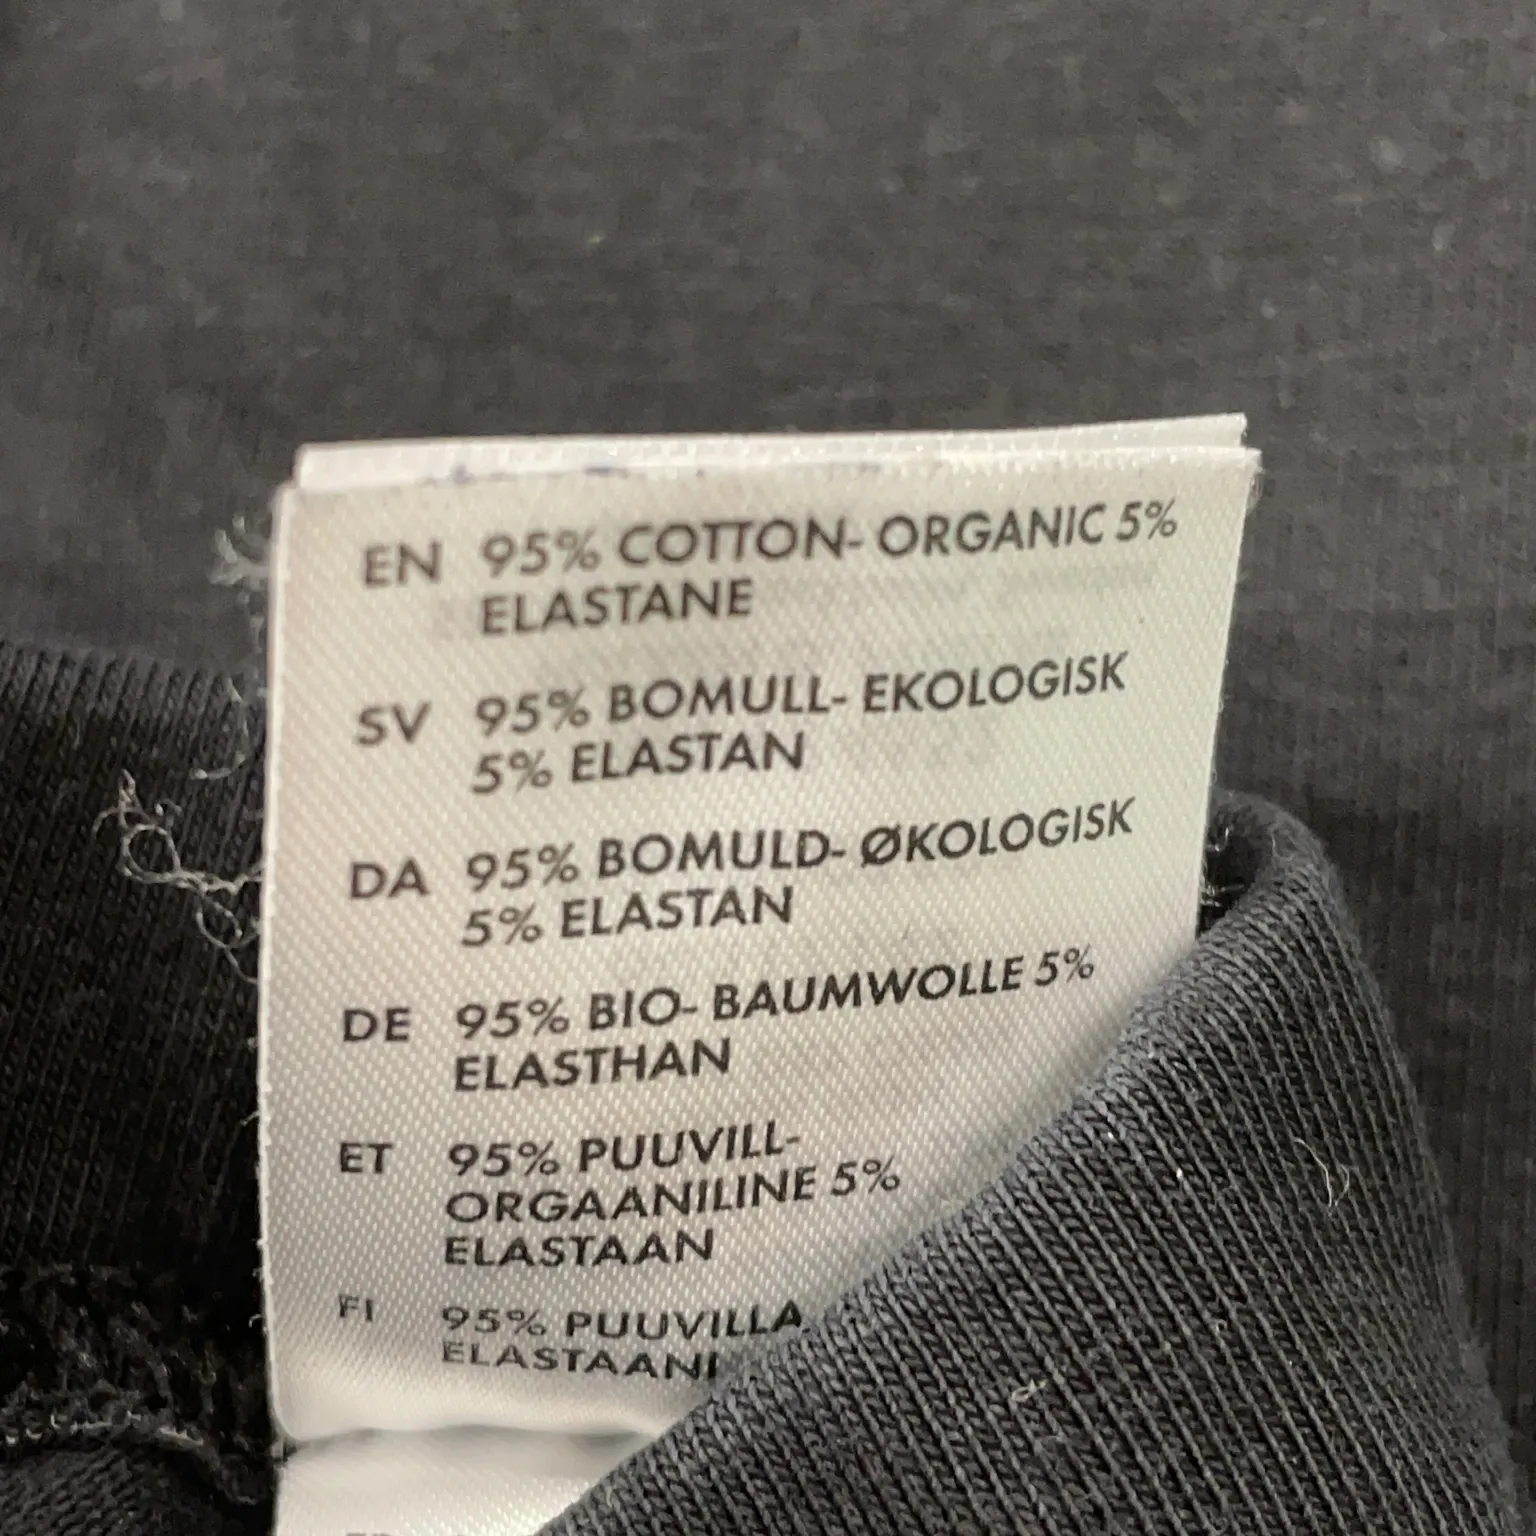 EN 95% COTTON- ORGANIC 5%
ELASTANE
SV 95% BOMULL- EKOLOGISK
5% ELASTAN
DA 95% BOMULD- ØKOLOGISK
5% ELASTAN
DE 95% BIO- BAUMWOLLE 5%
ELASTHAN
ET 95% PUUVILL-
ORGAANILINE 5%
ELASTAAN
FI 95% PUUVILLA
ELASTAANI